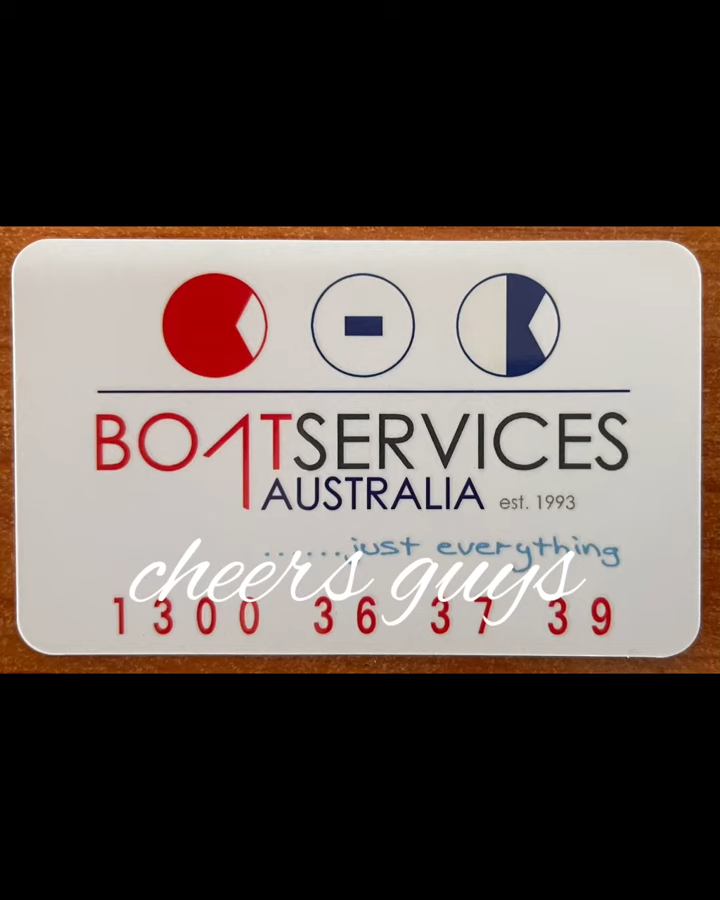 BOATSERVICES
AUSTRALIA est. 1993
......just everything
cheers guys
1300 36 37 39